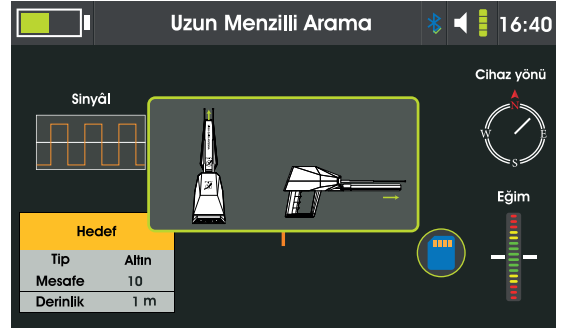 Uzun Menzilli Arama
16:40
Cihaz yönü
N
W
E
S
Sinyâl
Eğim
Hedef
Tip Altın
Mesafe 10
Derinlik 1 m